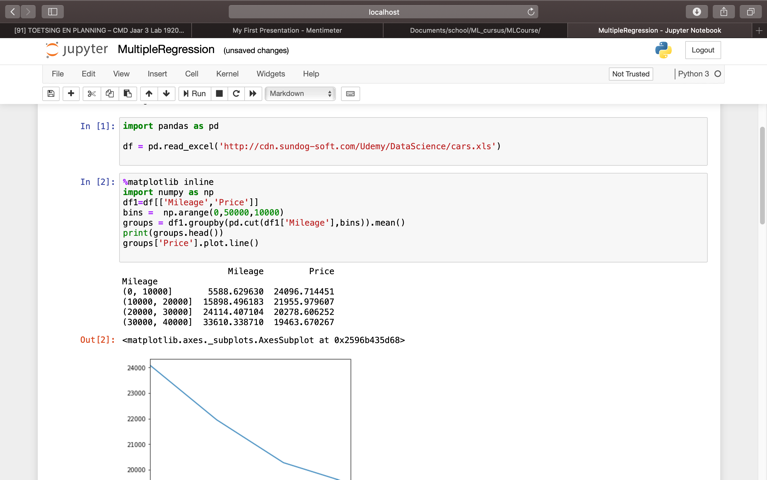 localhost
[91] TOETSING EN PLANNING – CMD Jaar 3 Lab 1920...
My First Presentation - Mentimeter
Documents/school/ML_cursus/MLCourse/
MultipleRegression - Jupyter Notebook
jupyter MultipleRegression (unsaved changes)
Logout
File Edit View Insert Cell Kernel Widgets Help
Not Trusted
Python 3
Run
Markdown
In [1]: import pandas as pd
df = pd.read_excel('http://cdn.sundog-soft.com/Udemy/DataScience/cars.xls')
In [2]: %matplotlib inline
import numpy as np
df1=df[['Mileage','Price']]
bins =  np.arange(0,50000,10000)
groups = df1.groupby(pd.cut(df1['Mileage'],bins)).mean()
print(groups.head())
groups['Price'].plot.line()
Mileage Price
Mileage
(0, 10000] 5588.629630 24096.714451
(10000, 20000] 15898.496183 21955.979607
(20000, 30000] 24114.407104 20278.606252
(30000, 40000] 33610.338710 19463.670267
Out[2]: <matplotlib.axes._subplots.AxesSubplot at 0x2596b435d68>
24000
23000
22000
21000
20000